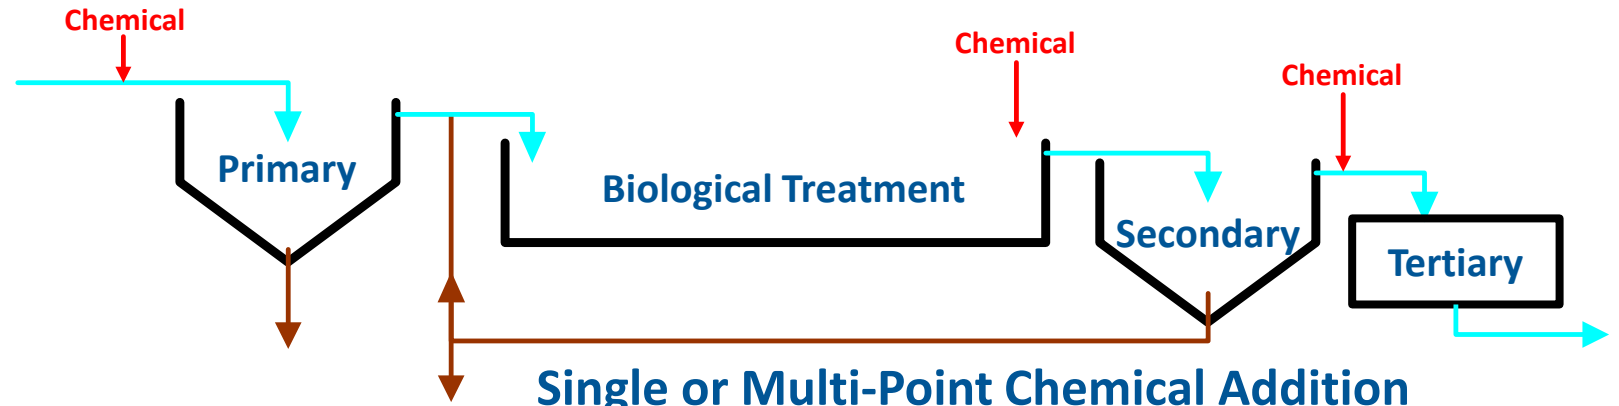 Chemical
Chemical
Chemical
Primary
Biological Treatment
Secondary
Tertiary
Single or Multi-Point Chemical Addition